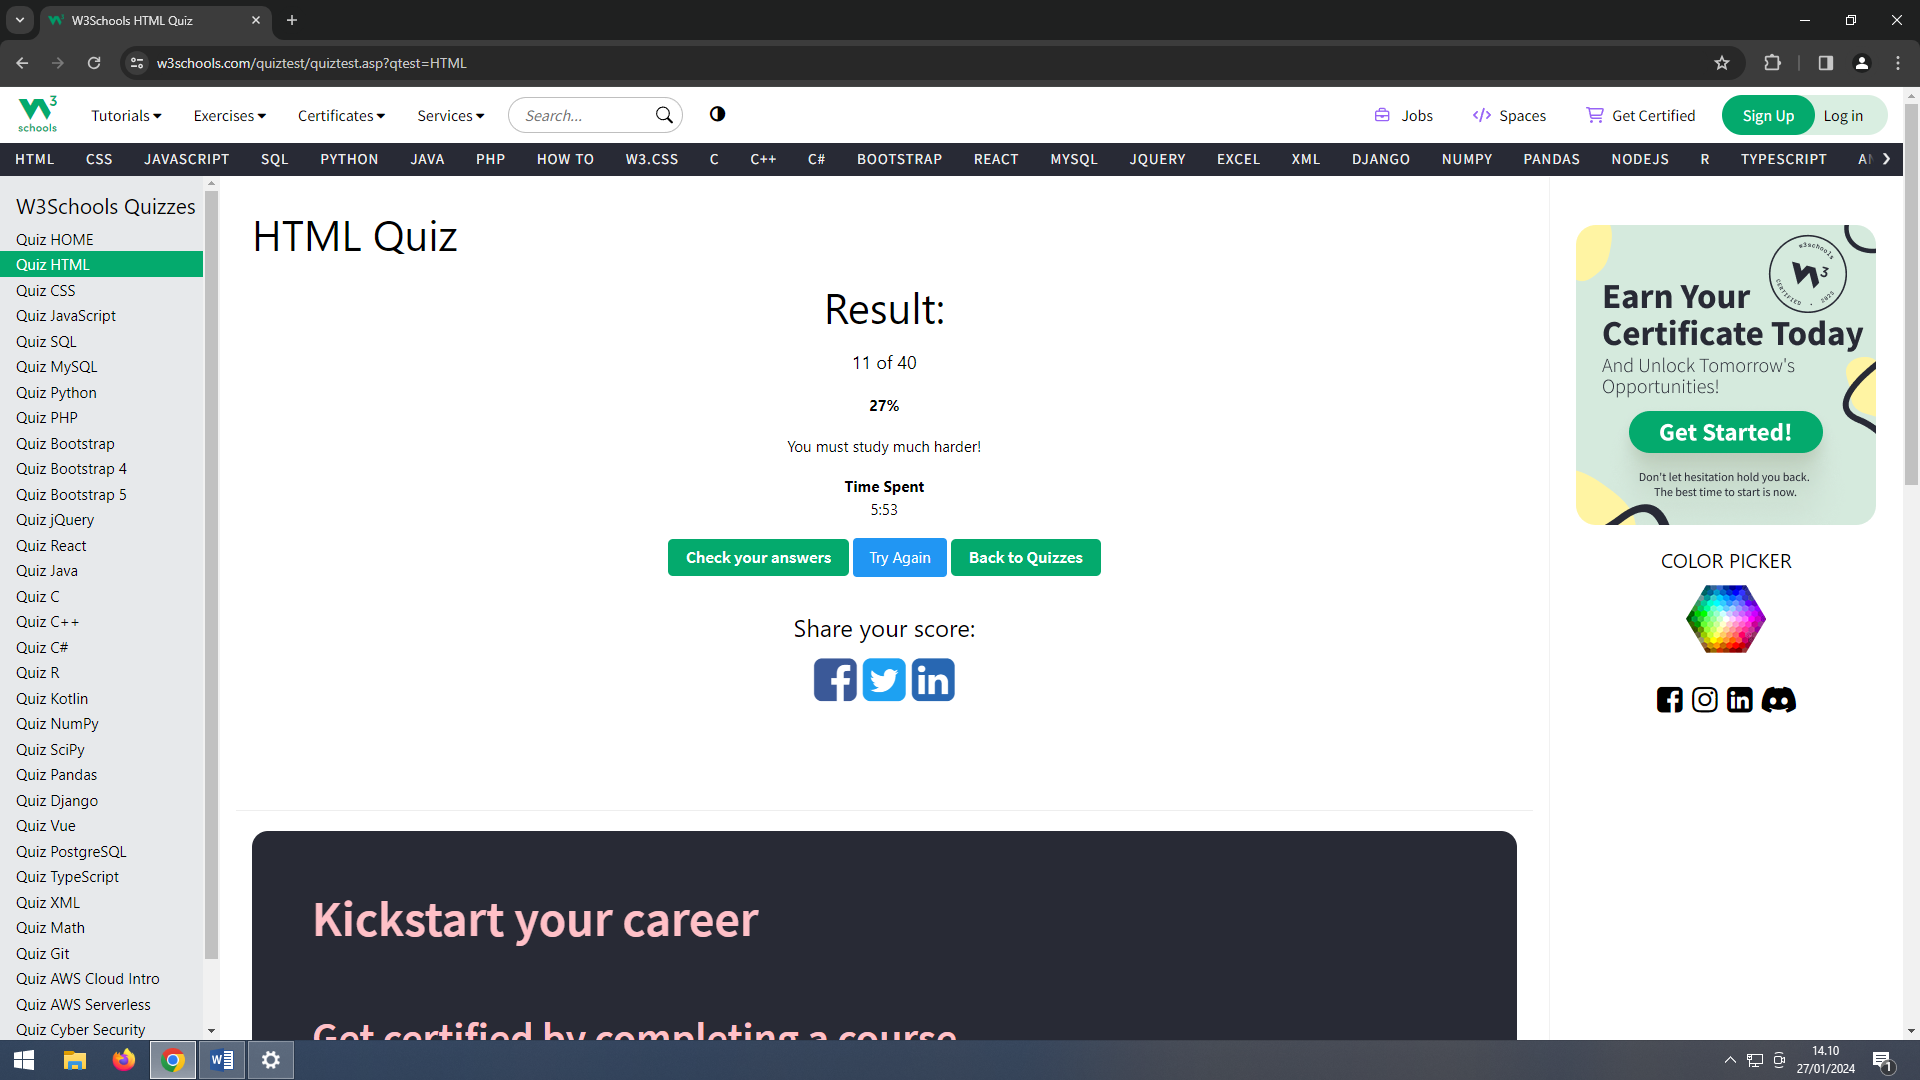 W3Schools HTML Quiz
w3schools.com/quiztest/quiztest.asp?qtest=HTML
3
schools
Tutorials
Exercises
Certificates
Services
Search...
Jobs
Spaces
Get Certified
Sign Up
Log in
HTML CSS JAVASCRIPT SQL PYTHON JAVA PHP HOW TO W3.CSS C C++ C# BOOTSTRAP REACT MYSQL JQUERY EXCEL XML DJANGO NUMPY PANDAS NODEJS R TYPESCRIPT
W3Schools Quizzes
Quiz HOME
Quiz HTML
Quiz CSS
Quiz JavaScript
Quiz SQL
Quiz MySQL
Quiz Python
Quiz PHP
Quiz Bootstrap
Quiz Bootstrap 4
Quiz Bootstrap 5
Quiz jQuery
Quiz React
Quiz Java
Quiz C
Quiz C++
Quiz C#
Quiz R
Quiz Kotlin
Quiz NumPy
Quiz SciPy
Quiz Pandas
Quiz Django
Quiz Vue
Quiz PostgreSQL
Quiz TypeScript
Quiz XML
Quiz Math
Quiz Git
Quiz AWS Cloud Intro
Quiz AWS Serverless
Quiz Cyber Security
HTML Quiz
Result:
11 of 40
27%
You must study much harder!
Time Spent
5:53
Check your answers
Try Again
Back to Quizzes
Share your score:
Kickstart your career
Get certified by completing a course
w3schools
CERTIFIED . 2025
Earn Your
Certificate Today
And Unlock Tomorrow's
Opportunities!
Get Started!
Don't let hesitation hold you back.
The best time to start is now.
COLOR PICKER
14.10
27/01/2024
1